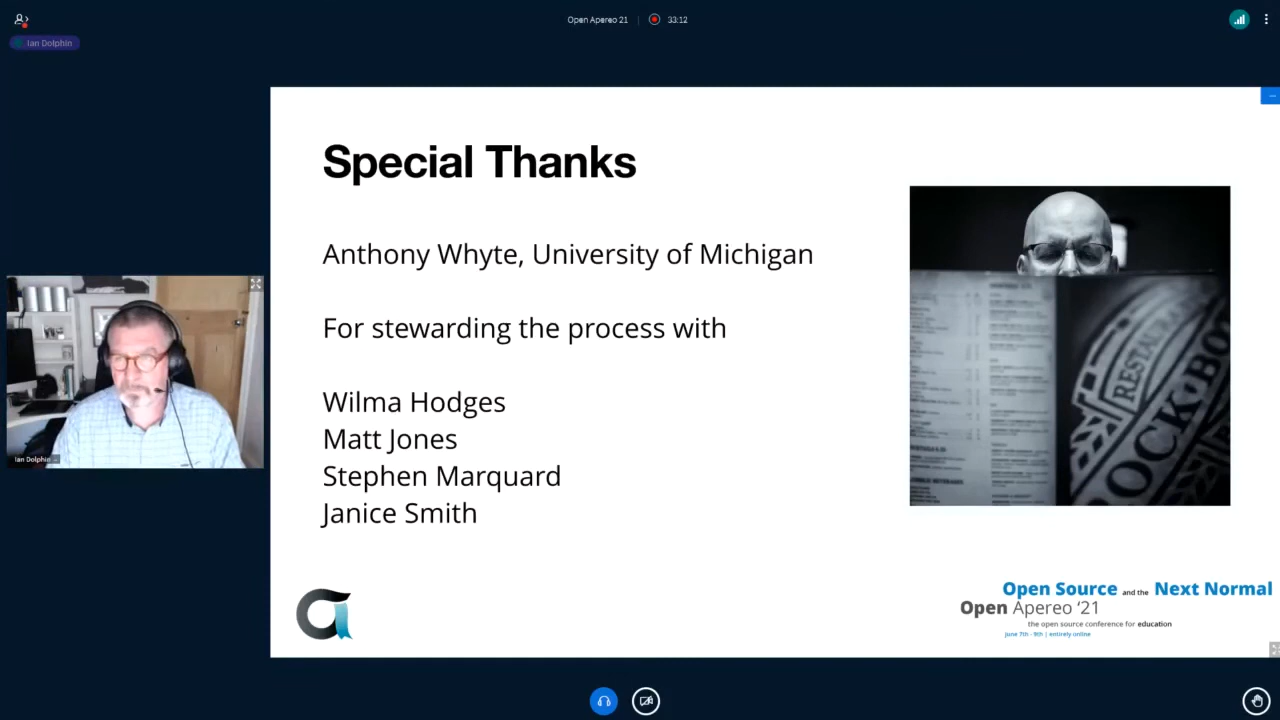 Open Apereo 21
33:12
Ian Dolphin
Special Thanks
Anthony Whyte, University of Michigan
For stewarding the process with
Wilma Hodges
Matt Jones
Stephen Marquard
Janice Smith
RESTAU
ROCKBO
Ian Dolphin
Open Source and the Next Normal
Open Apereo ‘21
the open source conference for education
june 7th - 9th | entirely online